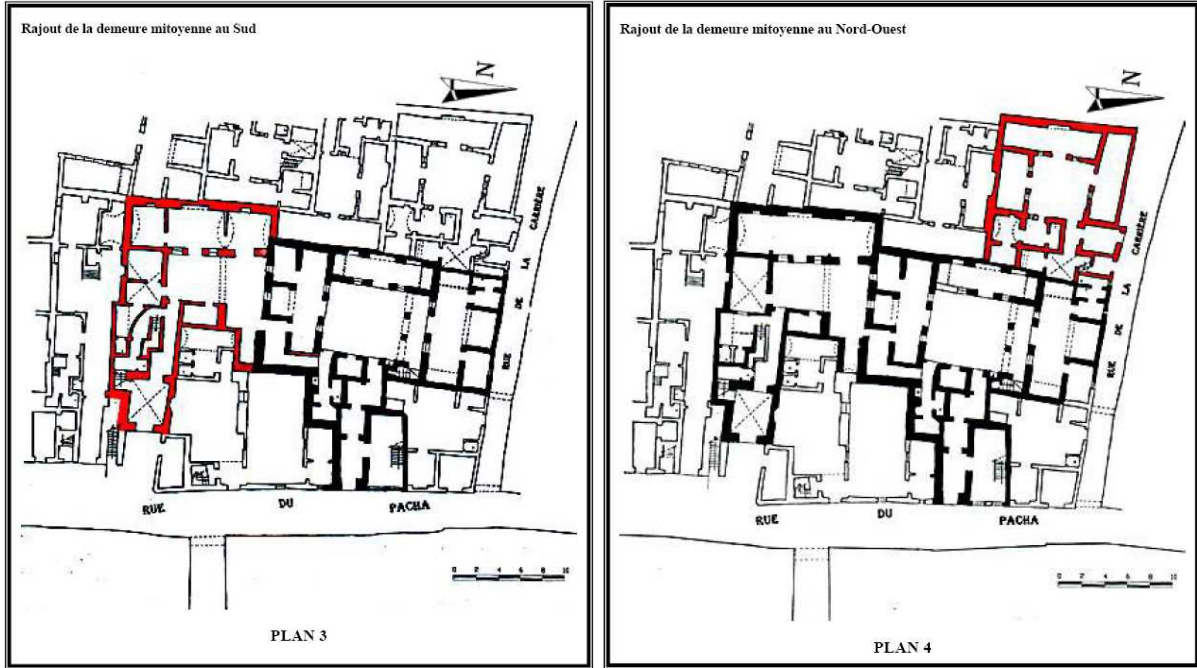 Rajout de la demeure mitoyenne au Sud
N
RUE DE LA CARRIÈRE
RUE DU PACHA
0 2 4 6 8 10
PLAN 3
Rajout de la demeure mitoyenne au Nord-Ouest
N
RUE DE LA CARRIÈRE
RUE DU PACHA
0 2 4 6 8 10
PLAN 4